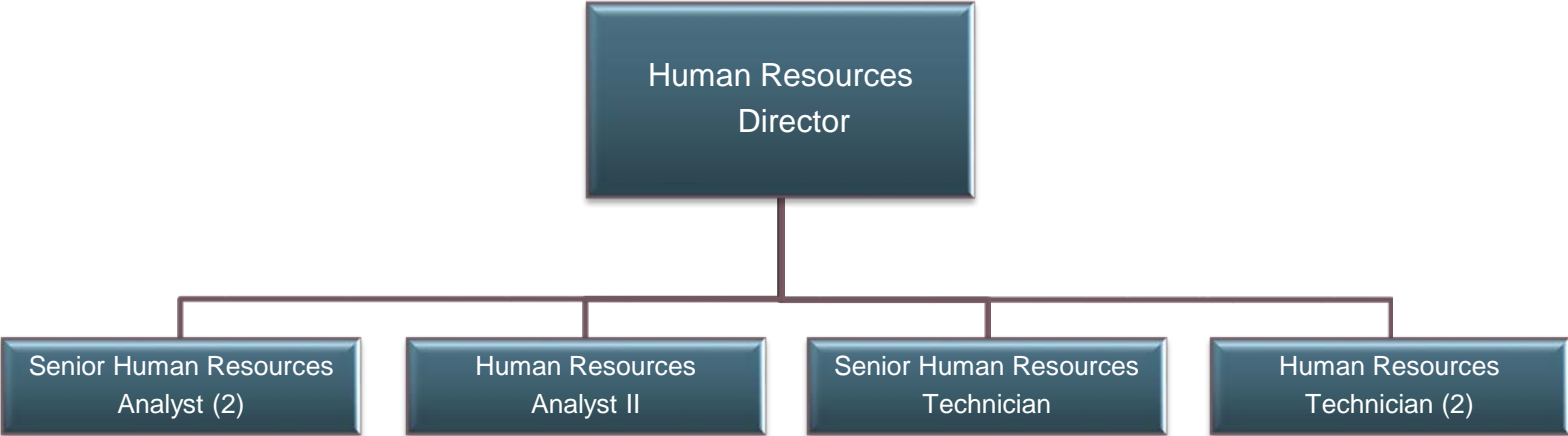 Human Resources
Director
Senior Human Resources
Analyst (2)
Human Resources
Analyst II
Senior Human Resources
Technician
Human Resources
Technician (2)